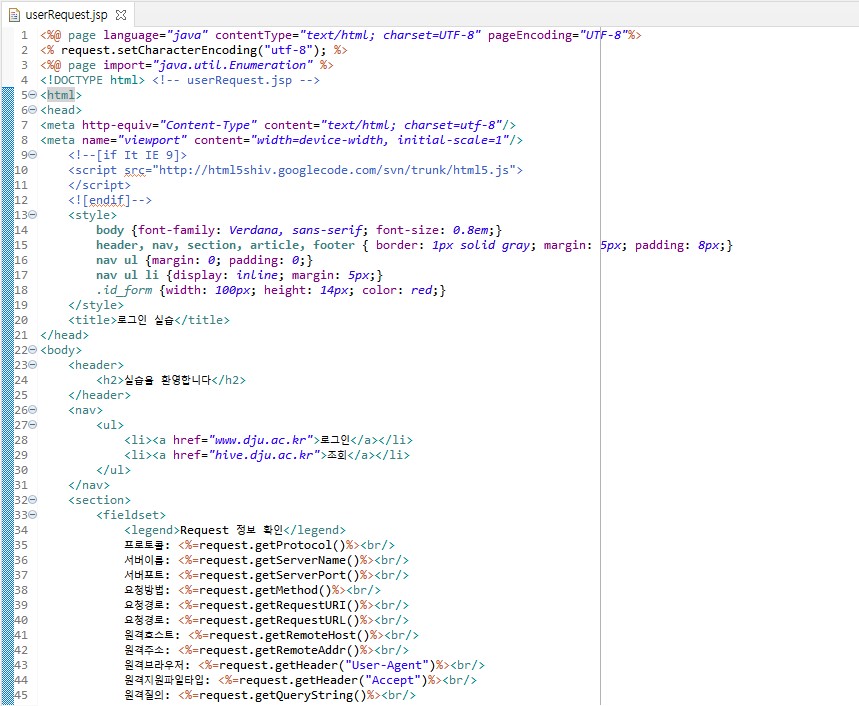 userRequest.jsp
1 <%@ page language="java" contentType="text/html; charset=UTF-8" pageEncoding="UTF-8"%>
2 <% request.setCharacterEncoding("utf-8"); %>
3 <%@ page import="java.util.Enumeration" %>
4 <!DOCTYPE html> <!-- userRequest.jsp -->
5 <html>
6 <head>
7 <meta http-equiv="Content-Type" content="text/html; charset=utf-8"/>
8 <meta name="viewport" content="width=device-width, initial-scale=1"/>
9     <!--[if It IE 9]>
10     <script src="http://html5shiv.googlecode.com/svn/trunk/html5.js">
11     </script>
12     <![endif]-->
13     <style>
14         body {font-family: Verdana, sans-serif; font-size: 0.8em;}
15         header, nav, section, article, footer { border: 1px solid gray; margin: 5px; padding: 8px;}
16         nav ul {margin: 0; padding: 0;}
17         nav ul li {display: inline; margin: 5px;}
18         .id_form {width: 100px; height: 14px; color: red;}
19     </style>
20     <title>로그인 실습</title>
21 </head>
22 <body>
23     <header>
24         <h2>실습을 환영합니다</h2>
25     </header>
26     <nav>
27         <ul>
28             <li><a href="www.dju.ac.kr">로그인</a></li>
29             <li><a href="hive.dju.ac.kr">조회</a></li>
30         </ul>
31     </nav>
32     <section>
33         <fieldset>
34             <legend>Request 정보 확인</legend>
35             프로토콜: <%=request.getProtocol()%><br/>
36             서버이름: <%=request.getServerName()%><br/>
37             서버포트: <%=request.getServerPort()%><br/>
38             요청방법: <%=request.getMethod()%><br/>
39             요청경로: <%=request.getRequestURI()%><br/>
40             요청경로: <%=request.getRequestURL()%><br/>
41             원격호스트: <%=request.getRemoteHost()%><br/>
42             원격주소: <%=request.getRemoteAddr()%><br/>
43             원격브라우저: <%=request.getHeader("User-Agent")%><br/>
44             원격지원파일타입: <%=request.getHeader("Accept")%><br/>
45             원격질의: <%=request.getQueryString()%><br/>